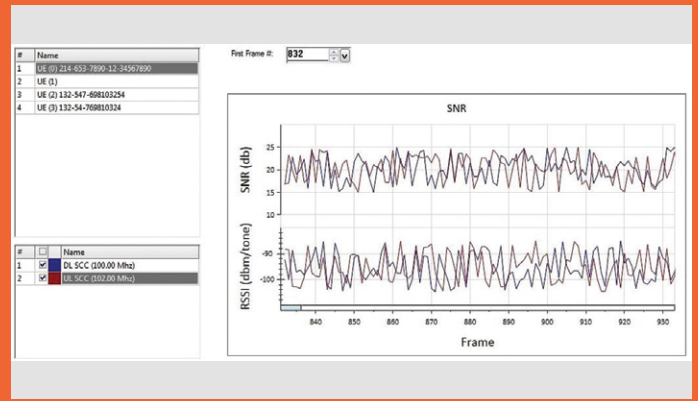 # Name
1 UE (0) 214-653-7890-12-34567890
2 UE (1)
3 UE (2) 132-547-698103254
4 UE (3) 132-54-769810324
First Frame #: 832
# Name
1 DL SCC (100.00 Mhz)
2 UL SCC (102.00 Mhz)
SNR
SNR (db)
25
20
15
10
RSSI (dbm/tone)
-90
-100
840 850 860 870 880 890 900 910 920 930
Frame